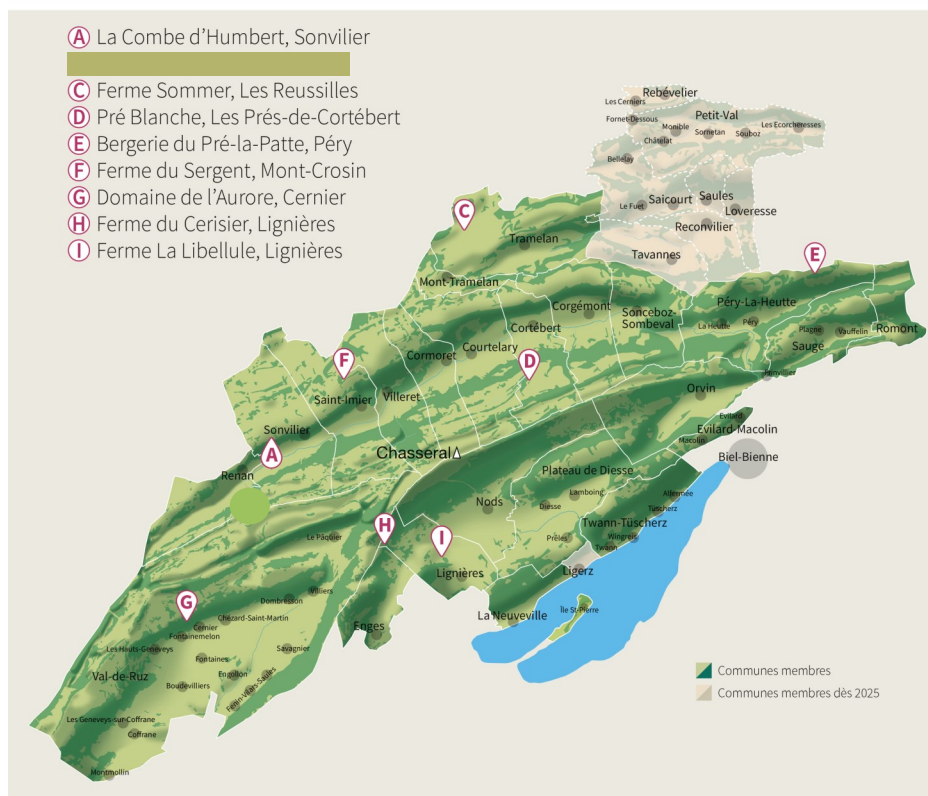 A La Combe d'Humbert, Sonvilier
C Ferme Sommer, Les Reussilles
D Pré Blanche, Les Prés-de-Cortébert
E Bergerie du Pré-la-Patte, Péry
F Ferme du Sergent, Mont-Crosin
G Domaine de l'Aurore, Cernier
H Ferme du Cerisier, Lignières
I Ferme La Libellule, Lignières
Rebévelier
Les Cerniers
Petit-Val
Fornet-Dessous
Monible
Sornetan
Souboz
Les Ecorcheresses
Châtelat
Bellelay
Le Fuet
Saicourt
Saules
Loveresse
Reconvilier
Tavannes
C
Tramelan
Mont-Tramelan
E
Péry-La-Heutte
La Heutte
Péry
Plagne
Vauffelin
Romont
Sauge
Corgémont
Sonceboz-
Sombeval
Cortébert
Courtelary
Cormoret
D
F
Saint-Imier
Villeret
Orvin
Evilard
Evilard-Macolin
Macolin
Biel-Bienne
Sonvilier
A
Renan
Chasseral
Plateau de Diesse
Lamboing
Diesse
Nods
Prêles
Alfermée
Tüscherz
Twann-Tüscherz
Wingreis
Twann
Ligerz
H
I
Le Pâquier
Lignières
La Neuveville
Île St-Pierre
Enges
G
Dombresson
Villiers
Chézard-Saint-Martin
Cernier
Fontainemelon
Les Hauts-Geneveys
Fontaines
Savagnier
Val-de-Ruz
Boudevilliers
Engollon
Fenin-Vilars-Saules
Les Geneveys-sur-Coffrane
Coffrane
Montmollin
Communes membres
Communes membres dès 2025